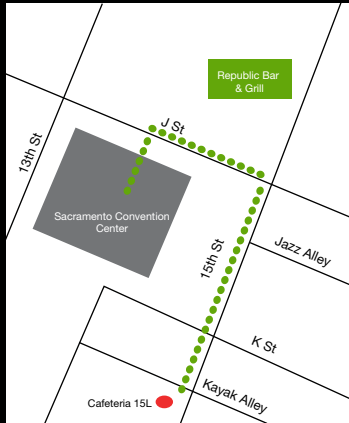 Republic Bar
& Grill
J St
13th St
Sacramento Convention
Center
15th St
Jazz Alley
K St
Kayak Alley
Cafeteria 15L